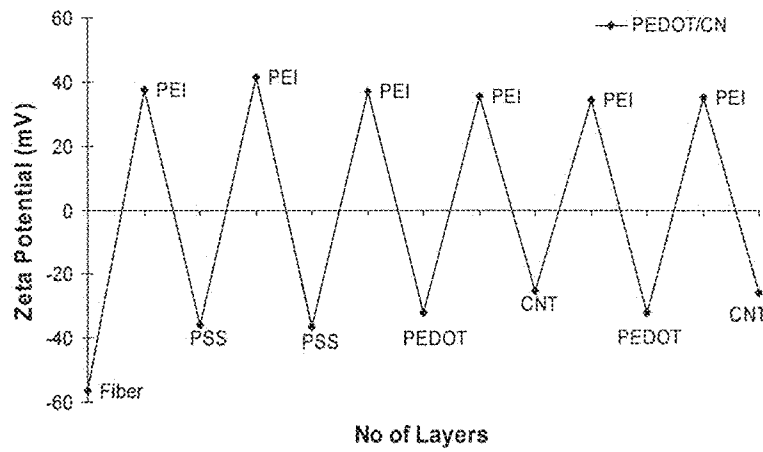 60
PEDOT/CN
PEI
PEI
PEI
PEI
PEI
PEI
40
20
0
-20
-40
-60
Zeta Potential (mV)
Fiber
PSS
PSS
PEDOT
CNT
PEDOT
CNT
No of Layers